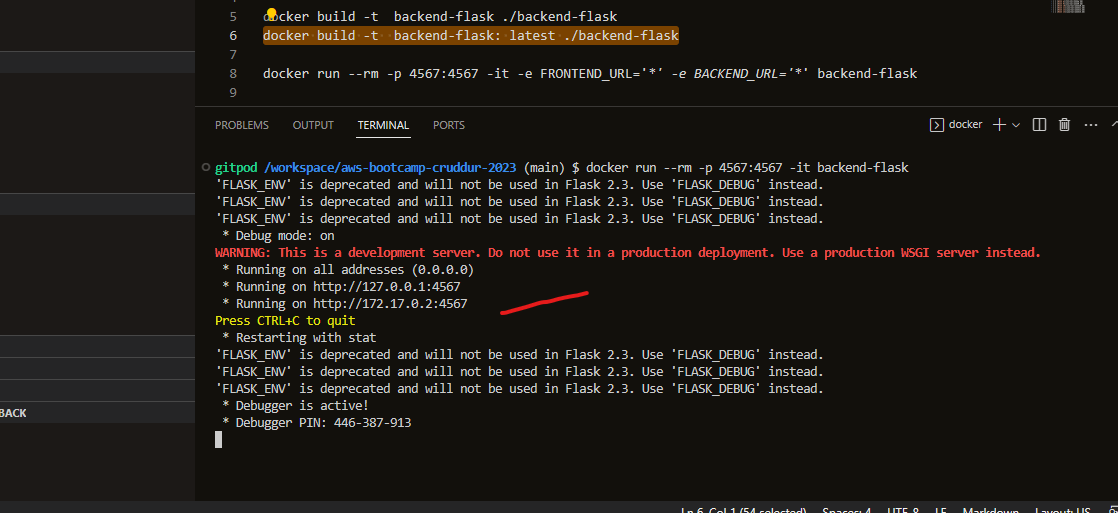 5 docker build -t  backend-flask ./backend-flask
6 docker build -t  backend-flask: latest ./backend-flask
7
8 docker run --rm -p 4567:4567 -it -e FRONTEND_URL='*' -e BACKEND_URL='*' backend-flask
9
PROBLEMS OUTPUT TERMINAL PORTS docker
gitpod /workspace/aws-bootcamp-cruddur-2023 (main) $ docker run --rm -p 4567:4567 -it backend-flask
'FLASK_ENV' is deprecated and will not be used in Flask 2.3. Use 'FLASK_DEBUG' instead.
'FLASK_ENV' is deprecated and will not be used in Flask 2.3. Use 'FLASK_DEBUG' instead.
'FLASK_ENV' is deprecated and will not be used in Flask 2.3. Use 'FLASK_DEBUG' instead.
* Debug mode: on
WARNING: This is a development server. Do not use it in a production deployment. Use a production WSGI server instead.
* Running on all addresses (0.0.0.0)
* Running on http://127.0.0.1:4567
* Running on http://172.17.0.2:4567
Press CTRL+C to quit
* Restarting with stat
'FLASK_ENV' is deprecated and will not be used in Flask 2.3. Use 'FLASK_DEBUG' instead.
'FLASK_ENV' is deprecated and will not be used in Flask 2.3. Use 'FLASK_DEBUG' instead.
'FLASK_ENV' is deprecated and will not be used in Flask 2.3. Use 'FLASK_DEBUG' instead.
* Debugger is active!
BACK
* Debugger PIN: 446-387-913
Ln 6, Col 1 (54 selected) Spaces: 4 UTF-8 LF Markdown Layout: US